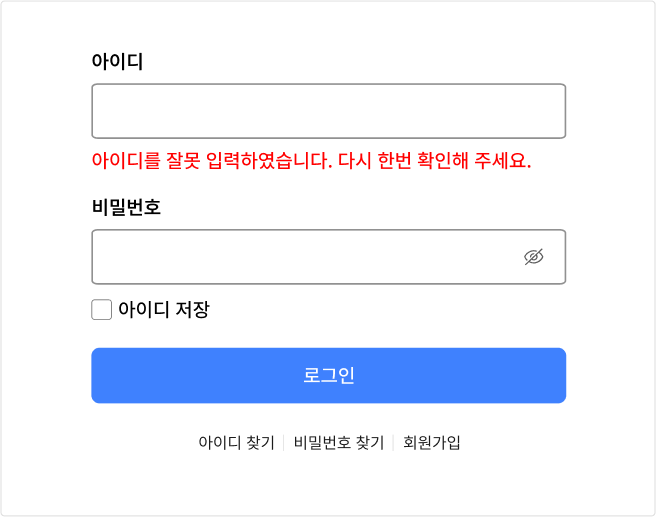 아이디
아이디를 잘못 입력하였습니다. 다시 한번 확인해 주세요.
비밀번호
아이디 저장
로그인
아이디 찾기 비밀번호 찾기 회원가입